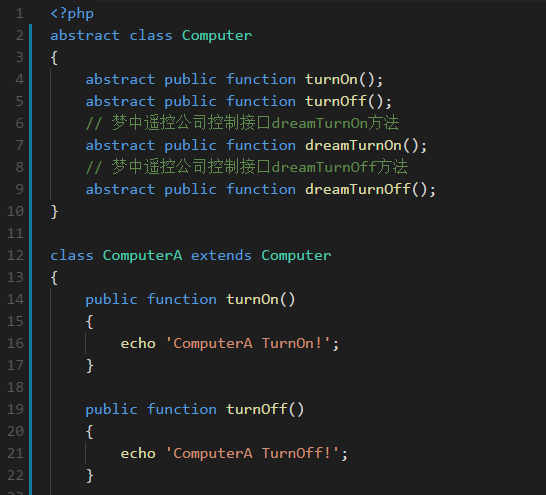 1 <?php
2 abstract class Computer
3 {
4 abstract public function turnOn();
5 abstract public function turnOff();
6 // 梦中遥控公司控制接口dreamTurnOn方法
7 abstract public function dreamTurnOn();
8 // 梦中遥控公司控制接口dreamTurnOff方法
9 abstract public function dreamTurnOff();
10 }
11
12 class ComputerA extends Computer
13 {
14 public function turnOn()
15 {
16 echo 'ComputerA TurnOn!';
17 }
18
19 public function turnOff()
20 {
21 echo 'ComputerA TurnOff!';
22 }